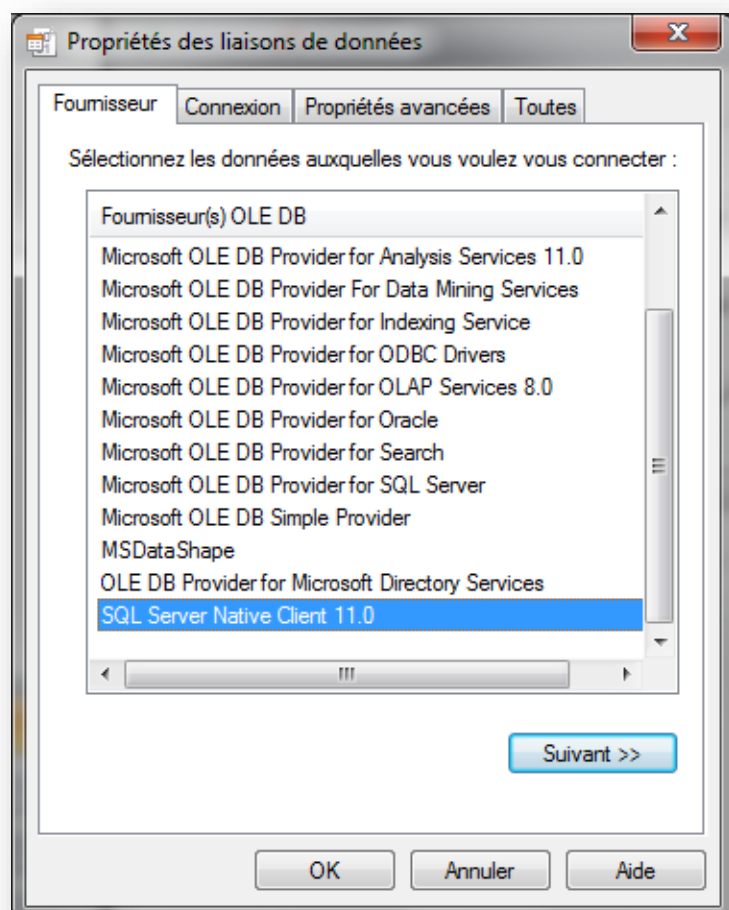 Propriétés des liaisons de données
Fournisseur Connexion Propriétés avancées Toutes
Sélectionnez les données auxquelles vous voulez vous connecter :
Fournisseur(s) OLE DB
Microsoft OLE DB Provider for Analysis Services 11.0
Microsoft OLE DB Provider For Data Mining Services
Microsoft OLE DB Provider for Indexing Service
Microsoft OLE DB Provider for ODBC Drivers
Microsoft OLE DB Provider for OLAP Services 8.0
Microsoft OLE DB Provider for Oracle
Microsoft OLE DB Provider for Search
Microsoft OLE DB Provider for SQL Server
Microsoft OLE DB Simple Provider
MSDataShape
OLE DB Provider for Microsoft Directory Services
SQL Server Native Client 11.0
Suivant >>
OK Annuler Aide